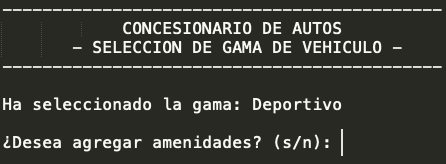 --------------------------------------------
CONCESIONARIO DE AUTOS
- SELECCION DE GAMA DE VEHICULO -
--------------------------------------------
Ha seleccionado la gama: Deportivo
¿Desea agregar amenidades? (s/n):